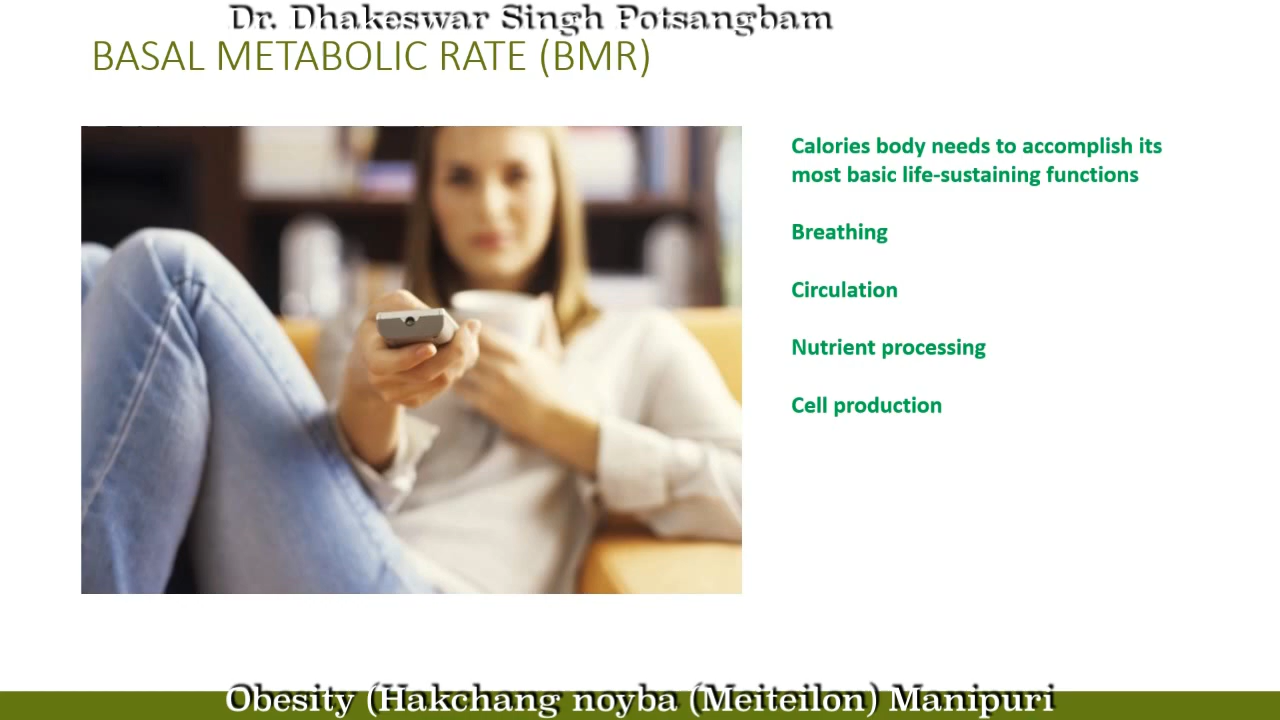 Dr. Dhakeswar Singh Potsangbam
BASAL METABOLIC RATE (BMR)
Calories body needs to accomplish its
most basic life-sustaining functions
Breathing
Circulation
Nutrient processing
Cell production
Obesity (Hakchang noyba (Meiteilon) Manipuri